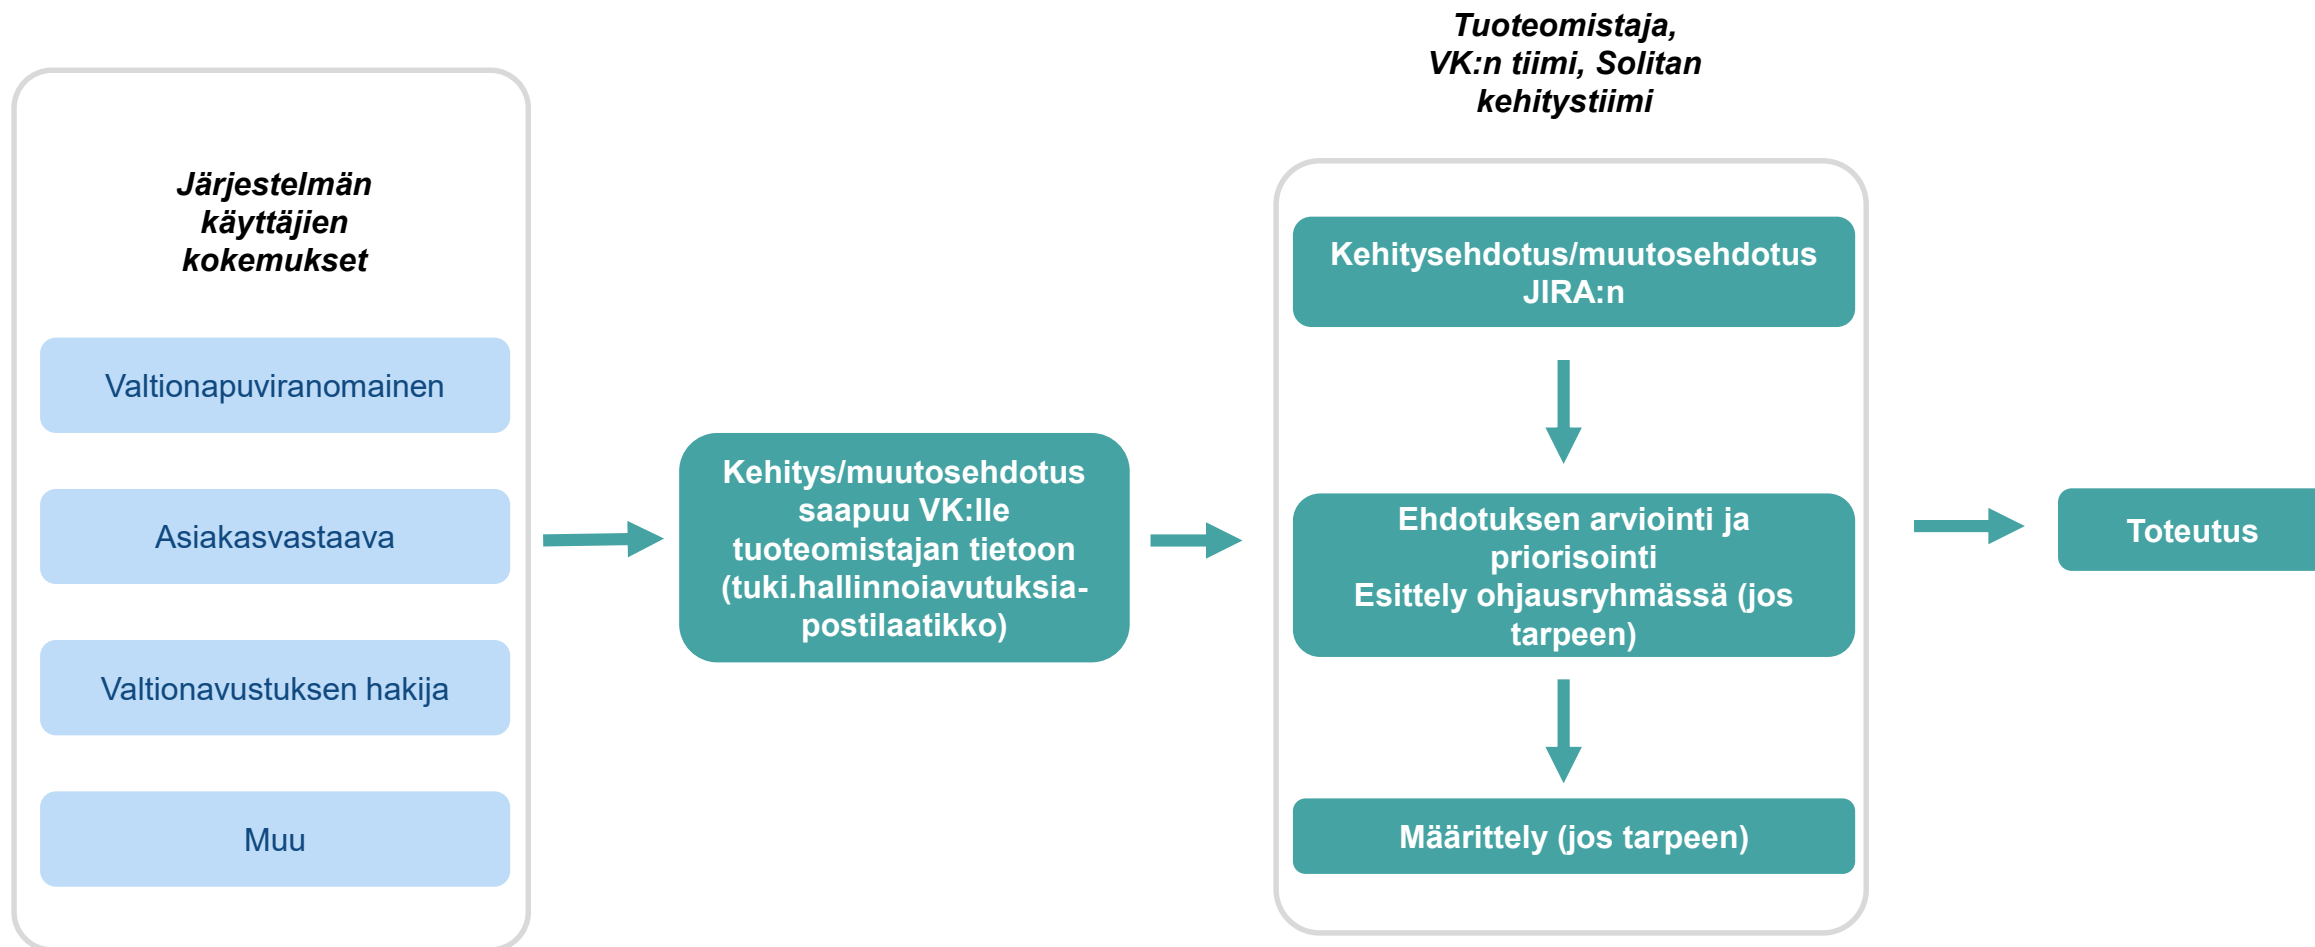 Järjestelmän
käyttäjien
kokemukset
Valtionapuviranomainen
Asiakasvastaava
Valtionavustuksen hakija
Muu
Kehitys/muutosehdotus
saapuu VK:lle
tuoteomistajan tietoon
(tuki.hallinnoiavutuksia-
postilaatikko)
Tuoteomistaja,
VK:n tiimi, Solitan
kehitystiimi
Kehitysehdotus/muutosehdotus
JIRA:n
Ehdotuksen arviointi ja
priorisointi
Esittely ohjausryhmässä (jos
tarpeen)
Määrittely (jos tarpeen)
Toteutus